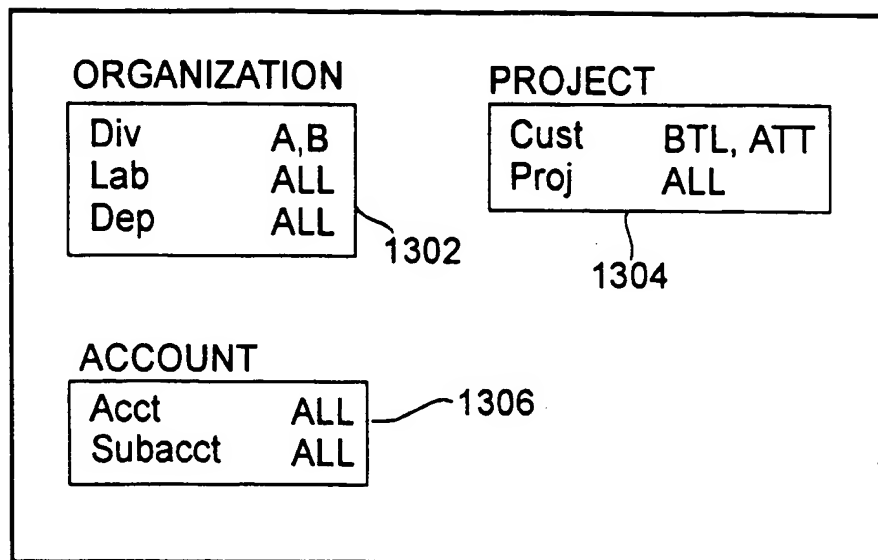 ORGANIZATION
Div A,B
Lab ALL
Dep ALL
1302
PROJECT
Cust BTL, ATT
Proj ALL
1304
ACCOUNT
Acct ALL
Subacct ALL
1306